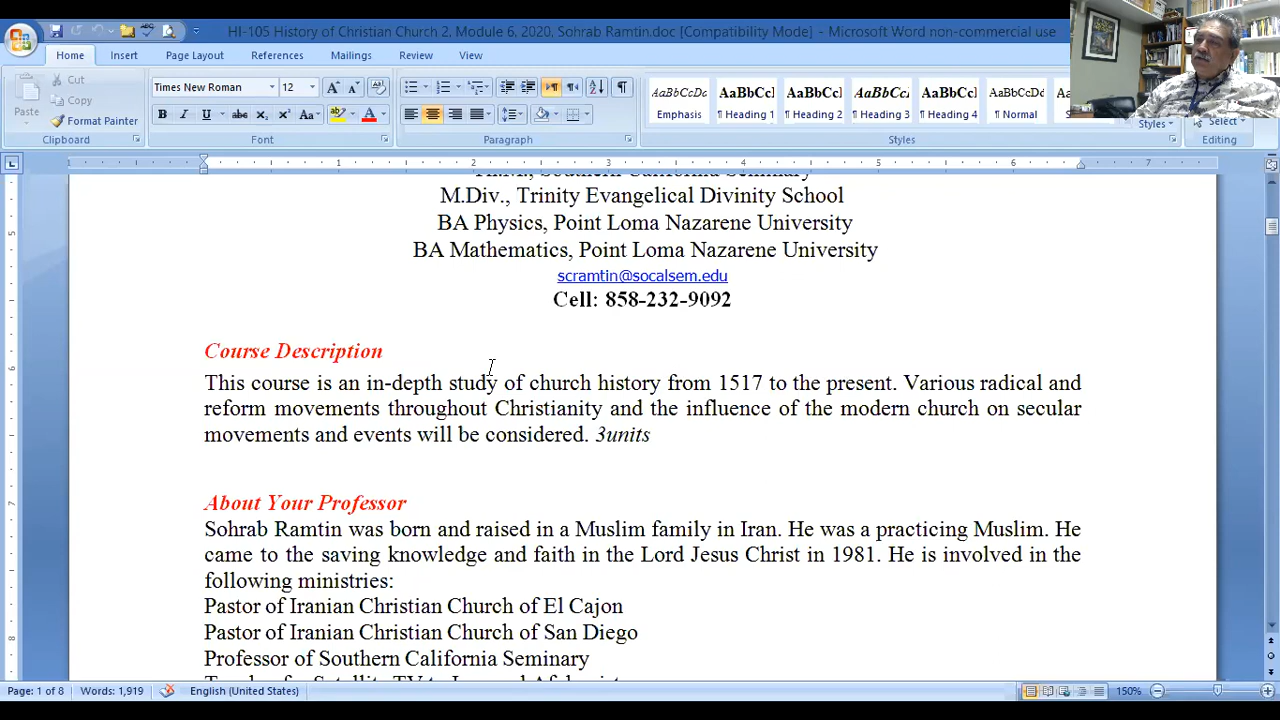 HI-105 History of Christian Church 2, Module 6, 2020, Sohrab Ramtin.doc [Compatibility Mode] - Microsoft Word non-commercial use
Home Insert Page Layout References Mailings Review View
Cut
Copy
Format Painter
Paste
Clipboard
Times New Roman 12
Font
Paragraph
AaBbCcDc AaBbCcI AaBbCcI AaBbCcI AaBbCcI AaBbCcDc
Emphasis ¶ Heading 1 ¶ Heading 2 ¶ Heading 3 ¶ Heading 4 ¶ Normal
Styles
Styles
Select
Editing
Th.M., Southern California Seminary
M.Div., Trinity Evangelical Divinity School
BA Physics, Point Loma Nazarene University
BA Mathematics, Point Loma Nazarene University
scramtin@socalsem.edu
Cell: 858-232-9092
Course Description
This course is an in-depth study of church history from 1517 to the present. Various radical and
reform movements throughout Christianity and the influence of the modern church on secular
movements and events will be considered. 3units
About Your Professor
Sohrab Ramtin was born and raised in a Muslim family in Iran. He was a practicing Muslim. He
came to the saving knowledge and faith in the Lord Jesus Christ in 1981. He is involved in the
following ministries:
Pastor of Iranian Christian Church of El Cajon
Pastor of Iranian Christian Church of San Diego
Professor of Southern California Seminary
Page: 1 of 8 Words: 1,919 English (United States) 150%